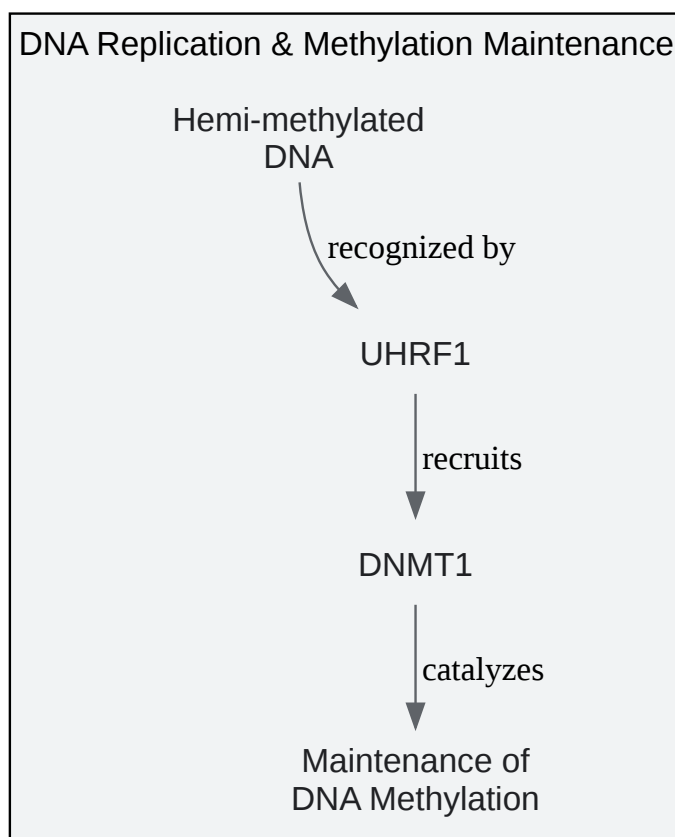 DNA Replication & Methylation Maintenance
Hemi-methylated
DNA
recognized by
UHRF1
recruits
DNMT1
catalyzes
Maintenance of
DNA Methylation